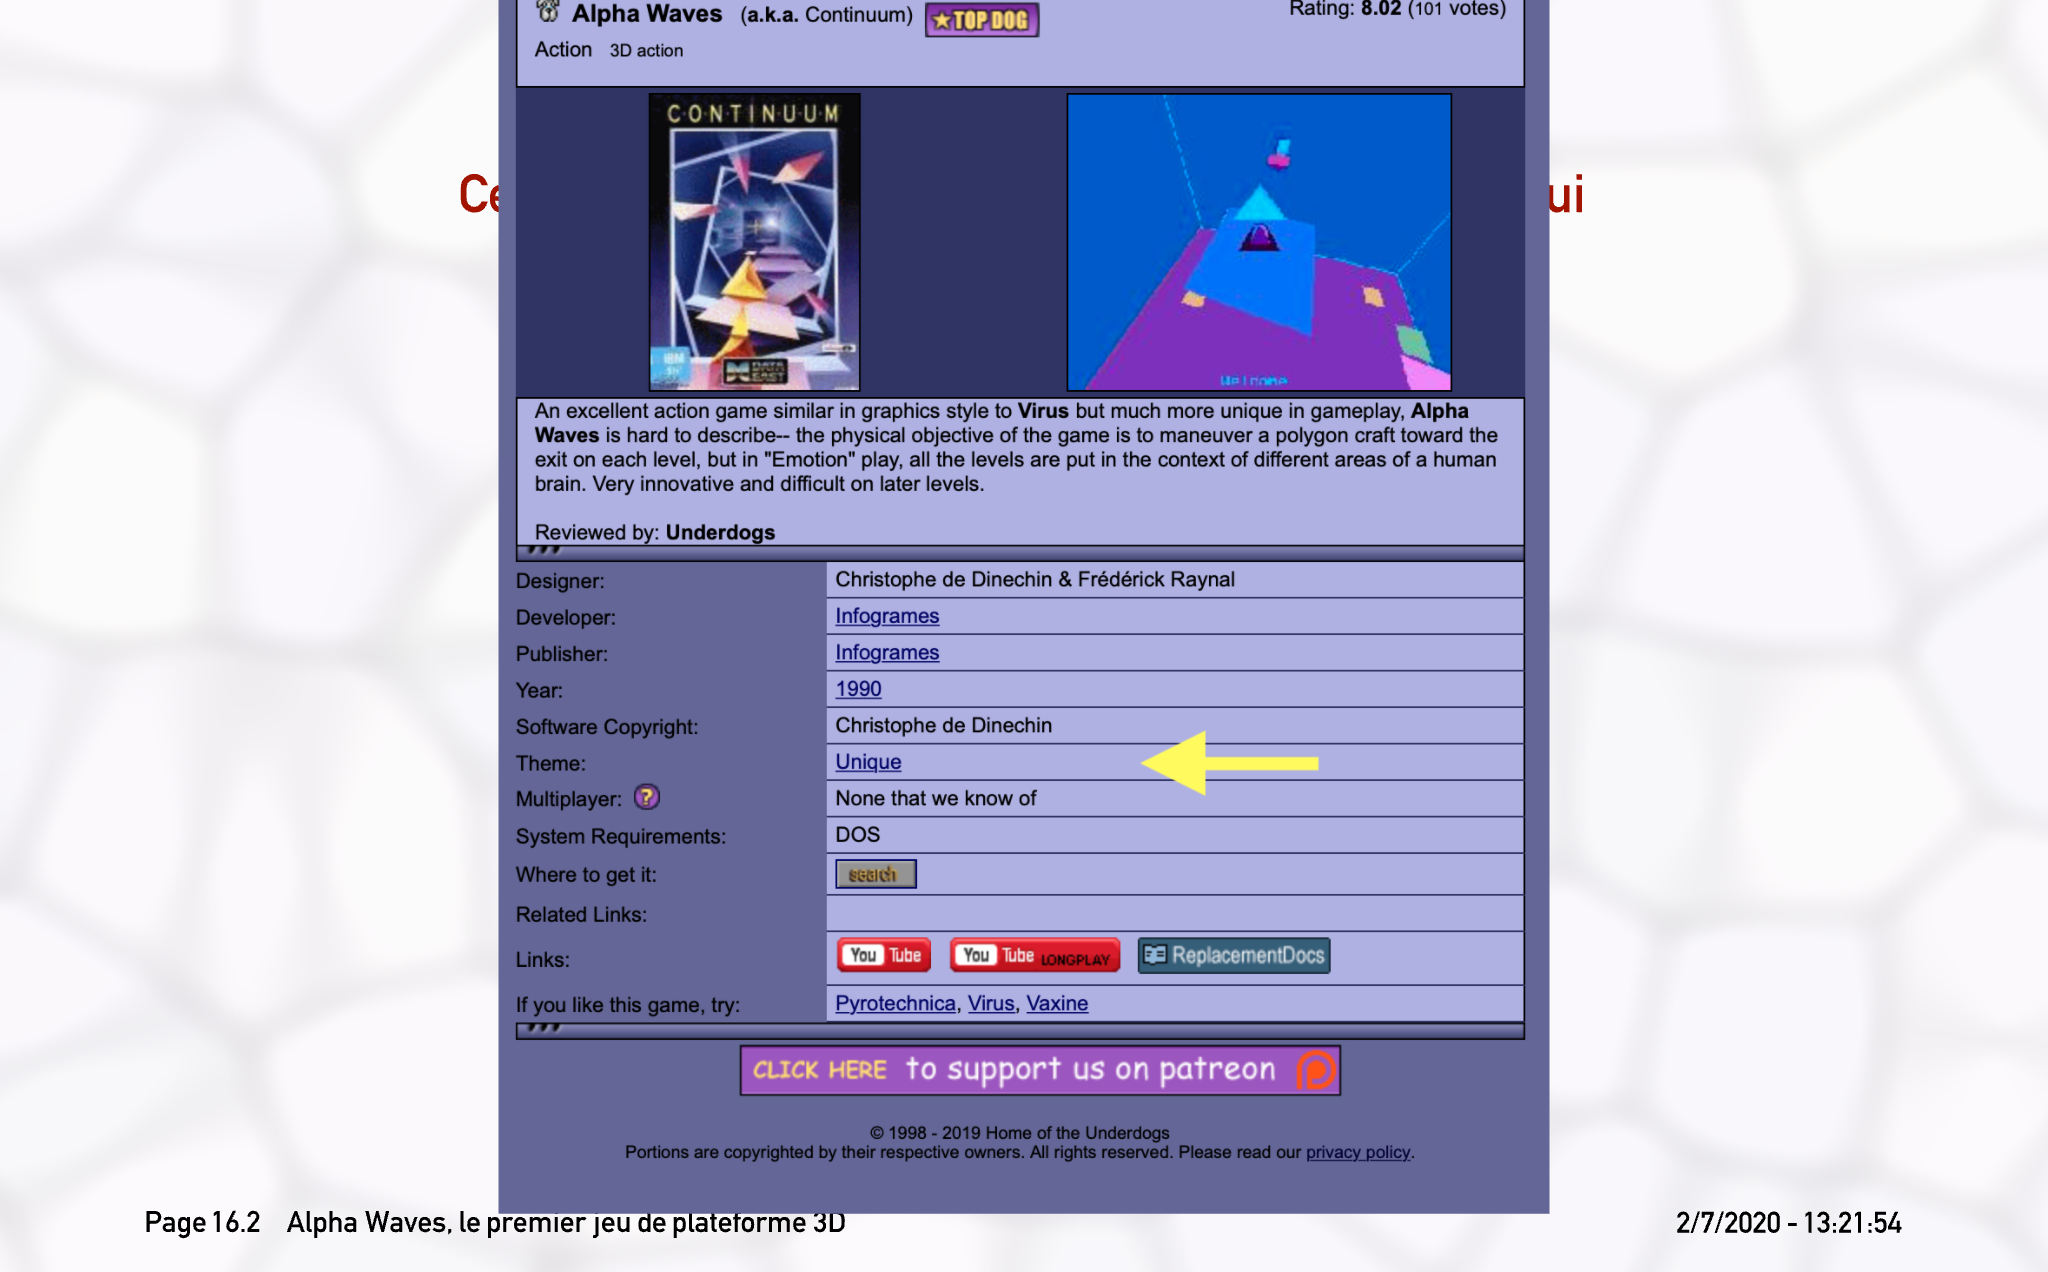 Alpha Waves (a.k.a. Continuum) ★TOP DOG Rating: 8.02 (101 votes)
Action 3D action
C·O·N·T·I·N·U·U·M
IBM
DATA
EAST
Welcome
Ce ui
An excellent action game similar in graphics style to Virus but much more unique in gameplay, Alpha
Waves is hard to describe-- the physical objective of the game is to maneuver a polygon craft toward the
exit on each level, but in "Emotion" play, all the levels are put in the context of different areas of a human
brain. Very innovative and difficult on later levels.
Reviewed by: Underdogs
Designer: Christophe de Dinechin & Frédérick Raynal
Developer: Infogrames
Publisher: Infogrames
Year: 1990
Software Copyright: Christophe de Dinechin
Theme: Unique
Multiplayer: ? None that we know of
System Requirements: DOS
Where to get it: search
Related Links:
Links: You Tube You Tube LONGPLAY ReplacementDocs
If you like this game, try: Pyrotechnica, Virus, Vaxine
CLICK HERE to support us on patreon
© 1998 - 2019 Home of the Underdogs
Portions are copyrighted by their respective owners. All rights reserved. Please read our privacy policy.
Page 16.2 Alpha Waves, le premier jeu de plateforme 3D 2/7/2020 - 13:21:54